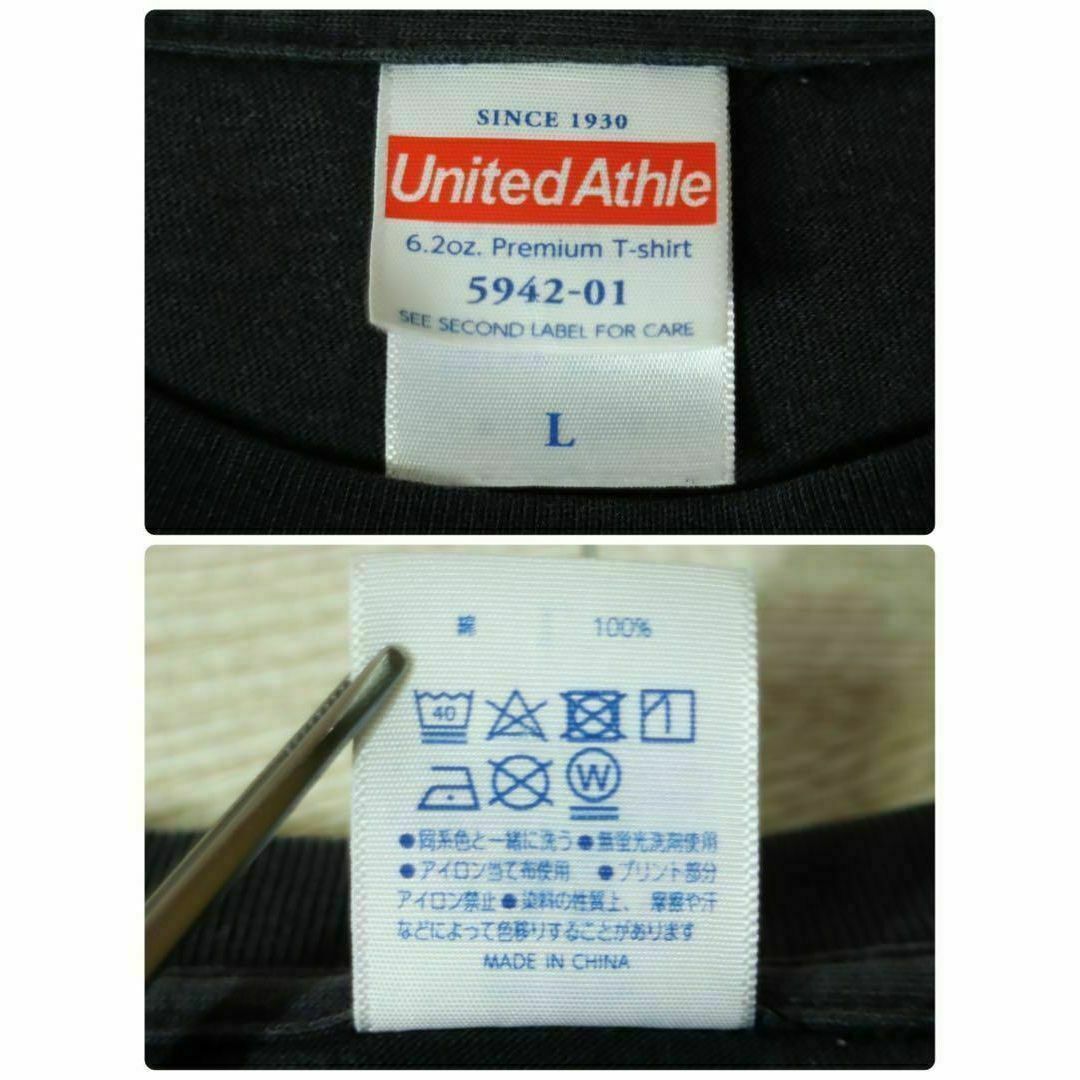 SINCE 1930
United Athle
6.2oz. Premium T-shirt
5942-01
SEE SECOND LABEL FOR CARE
L
綿 100%
40
W
●同系色と一緒に洗う●無蛍光洗剤使用
●アイロン当て布使用 ●プリント部分
アイロン禁止●染料の性質上、摩擦や汗
などによって色移りすることがあります
MADE IN CHINA